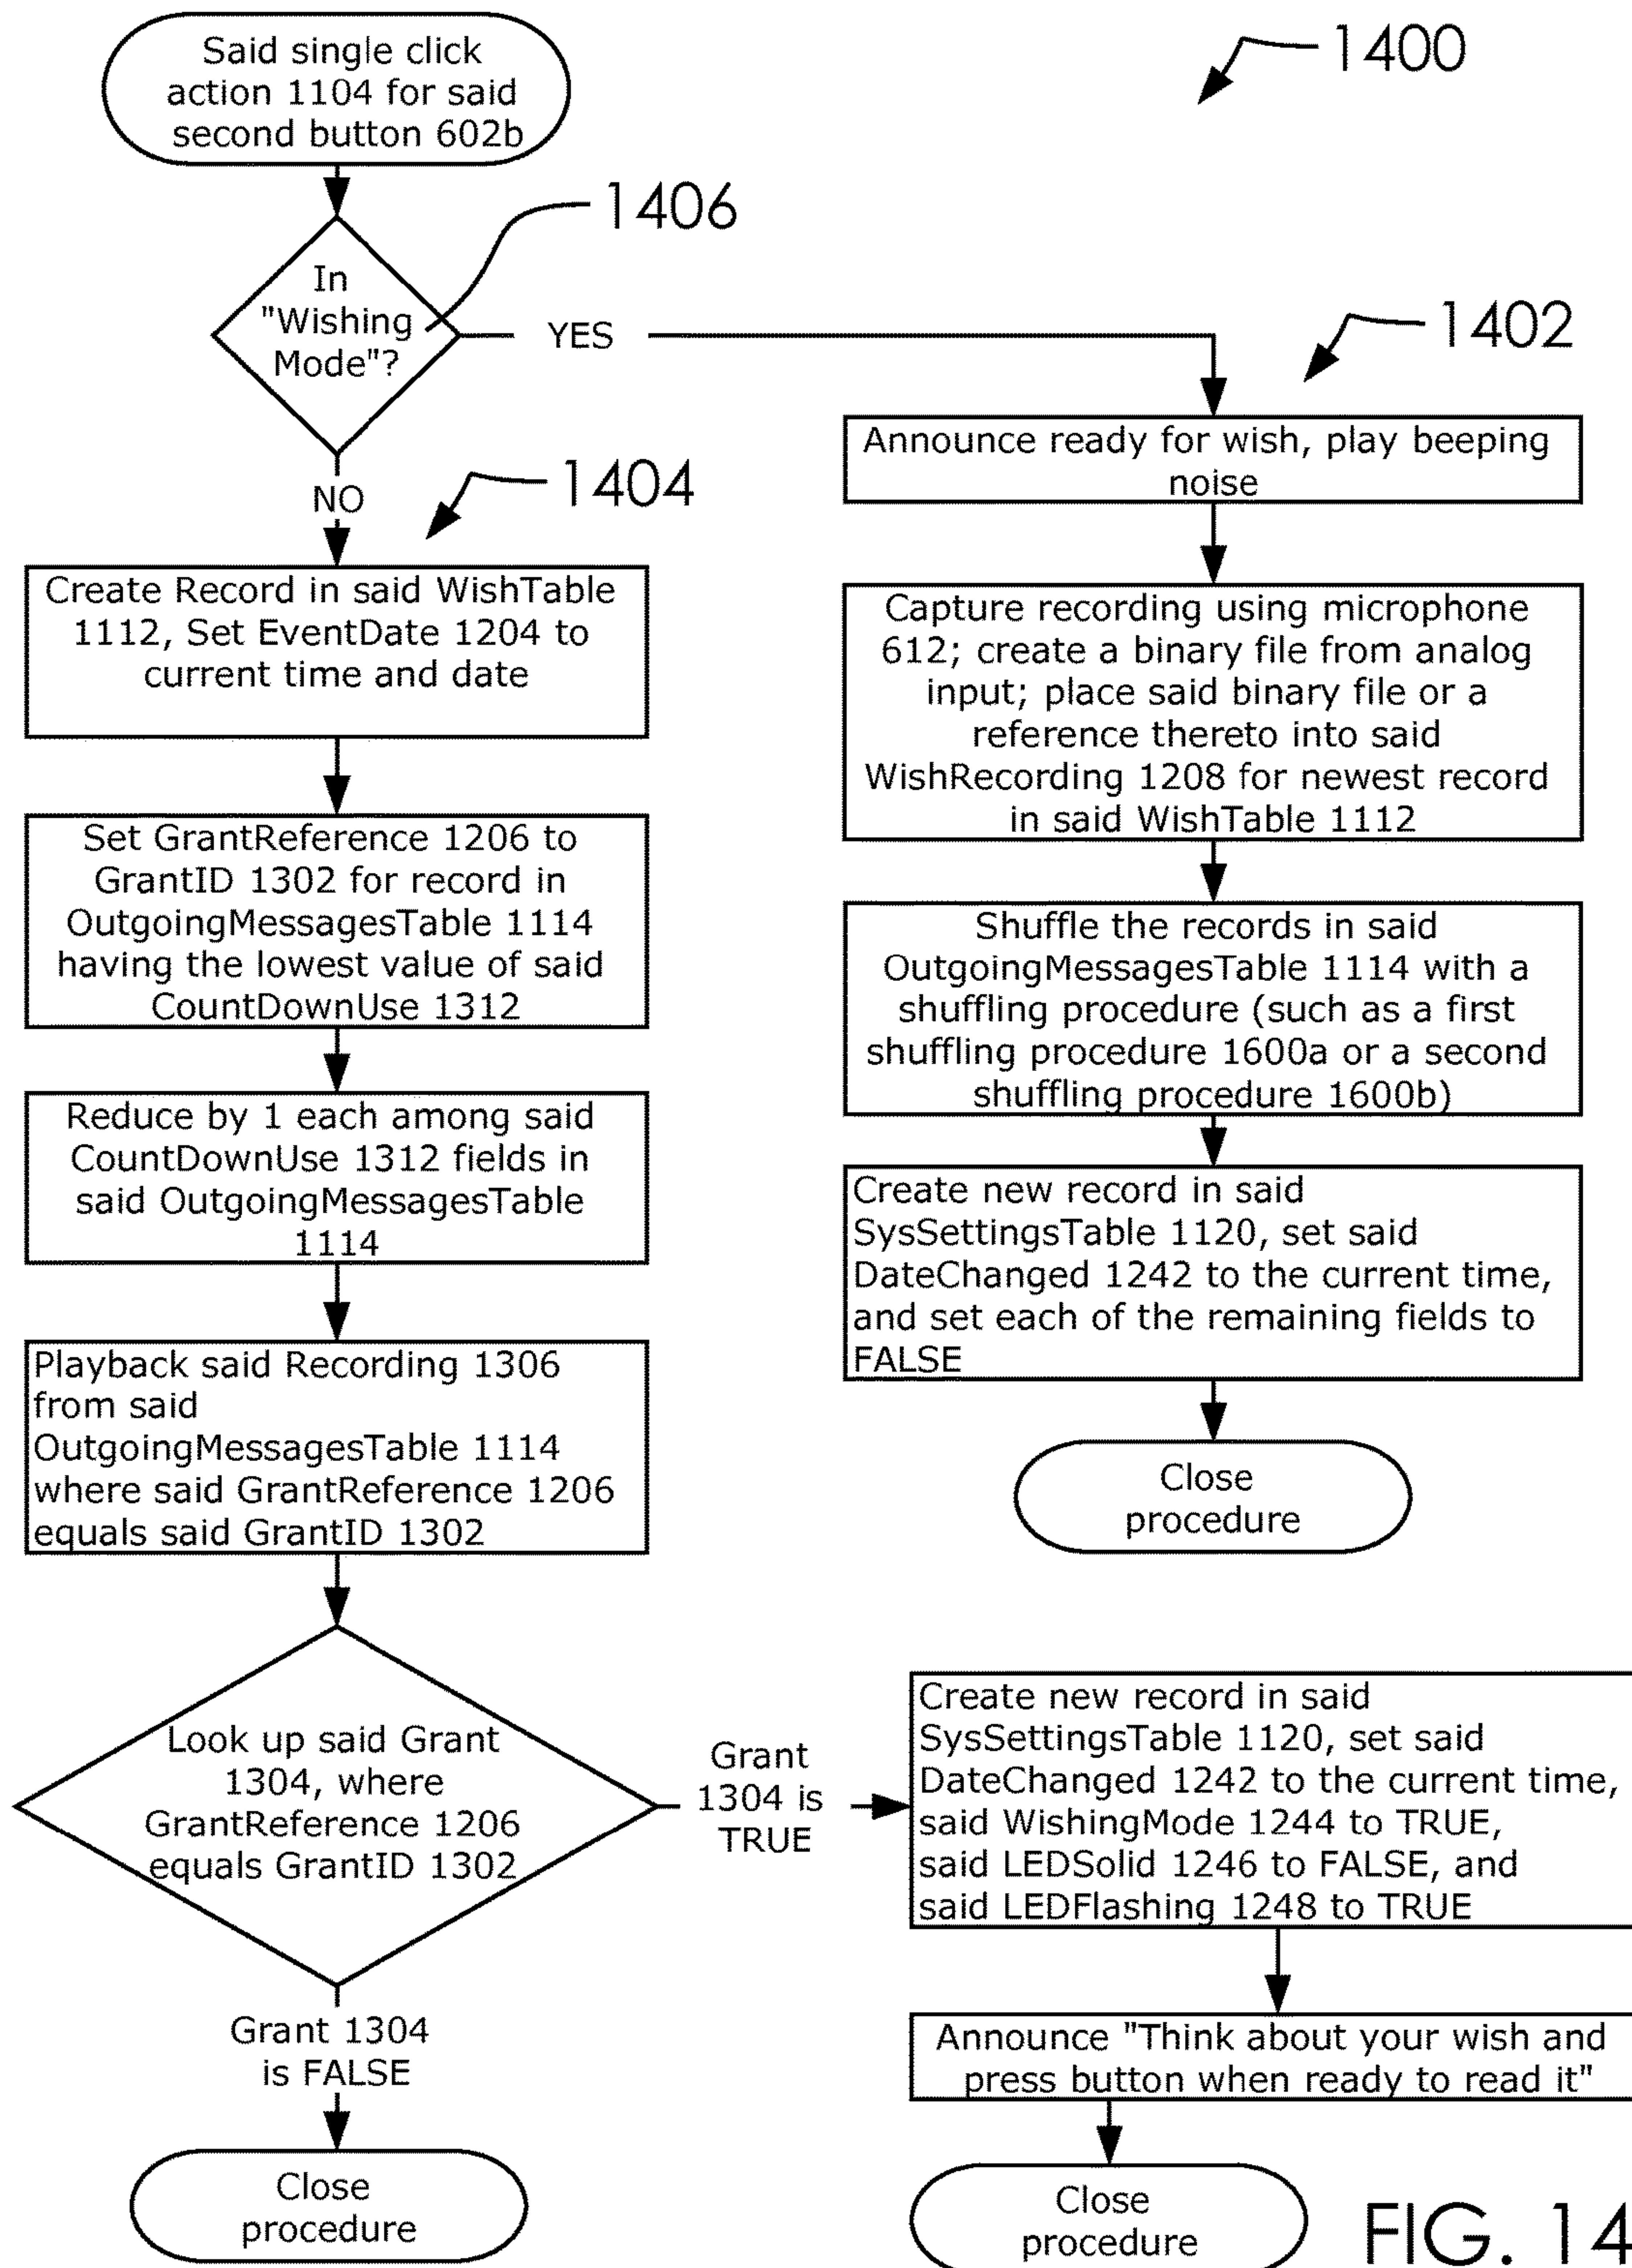 Said single click
action 1104 for said
second button 602b
1400
1406
In
"Wishing
Mode"?
YES
1402
NO
1404
Announce ready for wish, play beeping
noise
Capture recording using microphone
612; create a binary file from analog
input; place said binary file or a
reference thereto into said
WishRecording 1208 for newest record
in said WishTable 1112
Shuffle the records in said
OutgoingMessagesTable 1114 with a
shuffling procedure (such as a first
shuffling procedure 1600a or a second
shuffling procedure 1600b)
Create new record in said
SysSettingsTable 1120, set said
DateChanged 1242 to the current time,
and set each of the remaining fields to
FALSE
Close
procedure
Create Record in said WishTable
1112, Set EventDate 1204 to
current time and date
Set GrantReference 1206 to
GrantID 1302 for record in
OutgoingMessagesTable 1114
having the lowest value of said
CountDownUse 1312
Reduce by 1 each among said
CountDownUse 1312 fields in
said OutgoingMessagesTable
1114
Playback said Recording 1306
from said
OutgoingMessagesTable 1114
where said GrantReference 1206
equals said GrantID 1302
Look up said Grant
1304, where
GrantReference 1206
equals GrantID 1302
Grant
1304 is
TRUE
Create new record in said
SysSettingsTable 1120, set said
DateChanged 1242 to the current time,
said WishingMode 1244 to TRUE,
said LEDSolid 1246 to FALSE, and
said LEDFlashing 1248 to TRUE
Announce "Think about your wish and
press button when ready to read it"
Close
procedure
Grant 1304
is FALSE
Close
procedure
FIG. 14